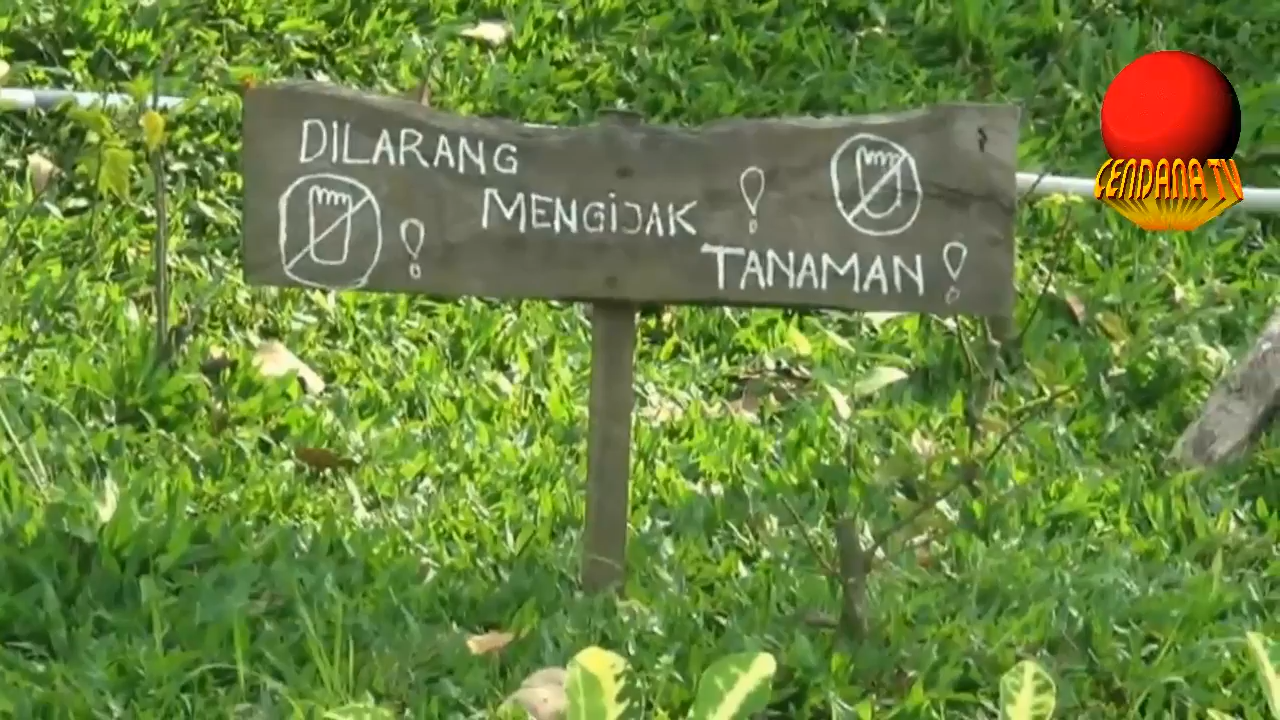 DILARANG
MENGIJAK !
TANAMAN !
!
CENDANA TV